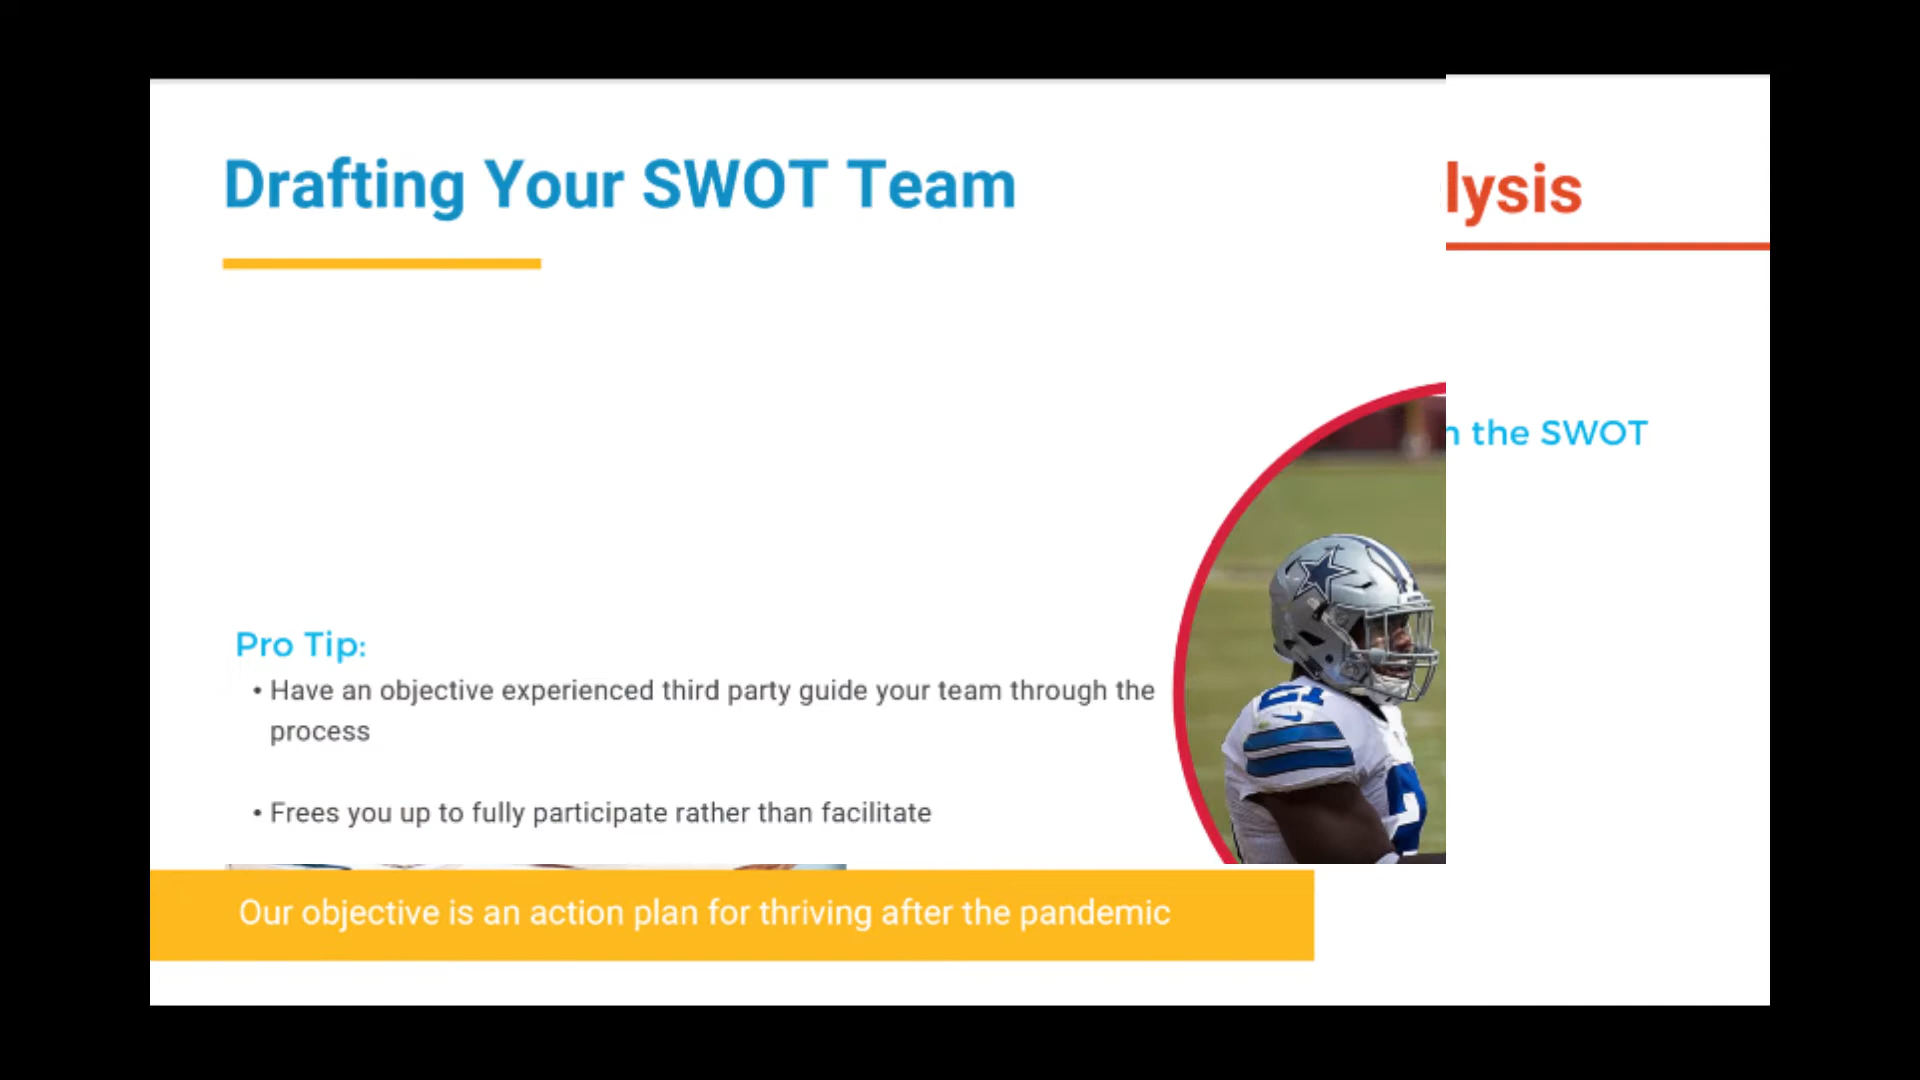 Drafting Your SWOT Team
lysis
the SWOT
Pro Tip:
• Have an objective experienced third party guide your team through the
process
• Frees you up to fully participate rather than facilitate
Our objective is an action plan for thriving after the pandemic